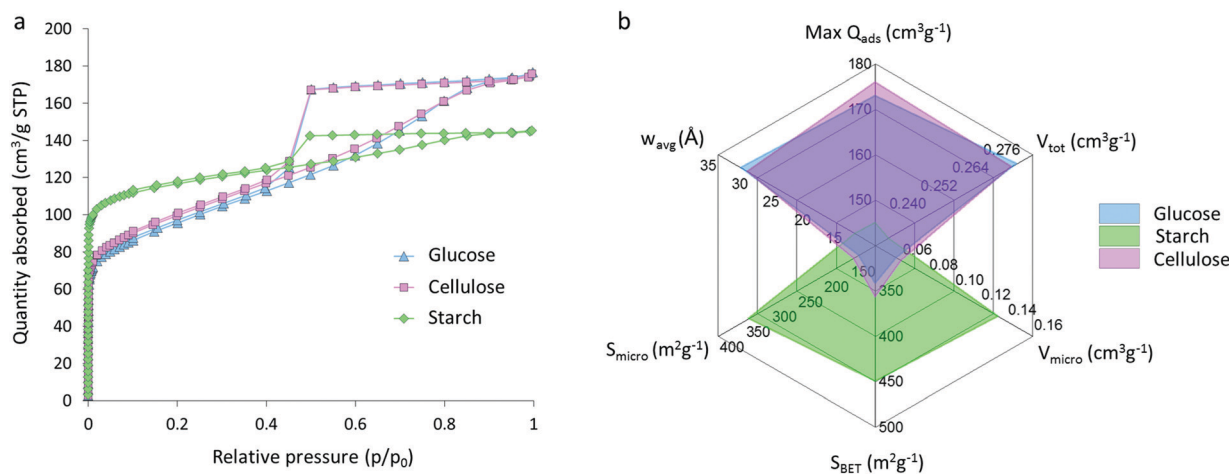 a
200
180
160
140
120
100
80
60
40
20
0
Quantity absorbed (cm³/g STP)
0
0.2
0.4
0.6
0.8
1
Relative pressure (p/p₀)
Glucose
Cellulose
Starch
b
Max Qads (cm³g⁻¹)
180
170
160
150
Vtot (cm³g⁻¹)
0.276
0.264
0.252
0.240
wavg (Å)
35
30
25
20
15
0.06
0.08
0.10
0.12
0.14
0.16
Vmicro (cm³g⁻¹)
150
200
250
300
350
400
Smicro (m²g⁻¹)
350
400
450
500
SBET (m²g⁻¹)
Glucose
Starch
Cellulose